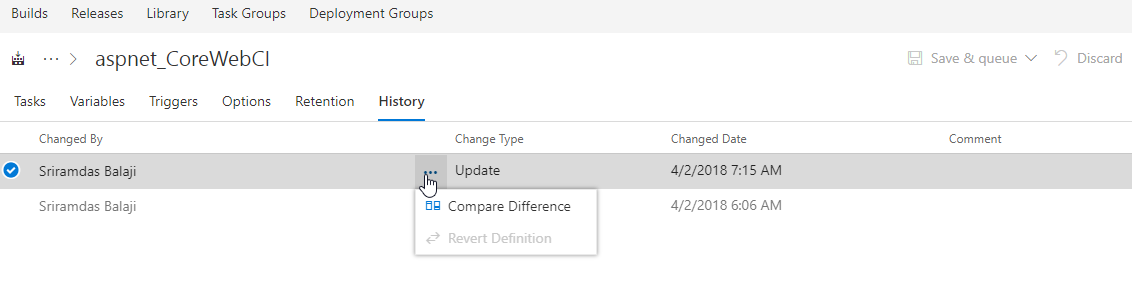 Builds Releases Library Task Groups Deployment Groups
... > aspnet_CoreWebCI Save & queue Discard
Tasks Variables Triggers Options Retention History
Changed By Change Type Changed Date Comment
Sriramdas Balaji ... Update 4/2/2018 7:15 AM
Sriramdas Balaji Compare Difference 4/2/2018 6:06 AM
Revert Definition